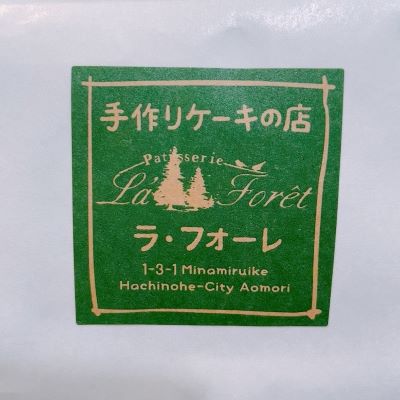 手作りケーキの店
Patisserie
La Forêt
ラ・フォーレ
1-3-1 Minamiruike
Hachinohe-City Aomori